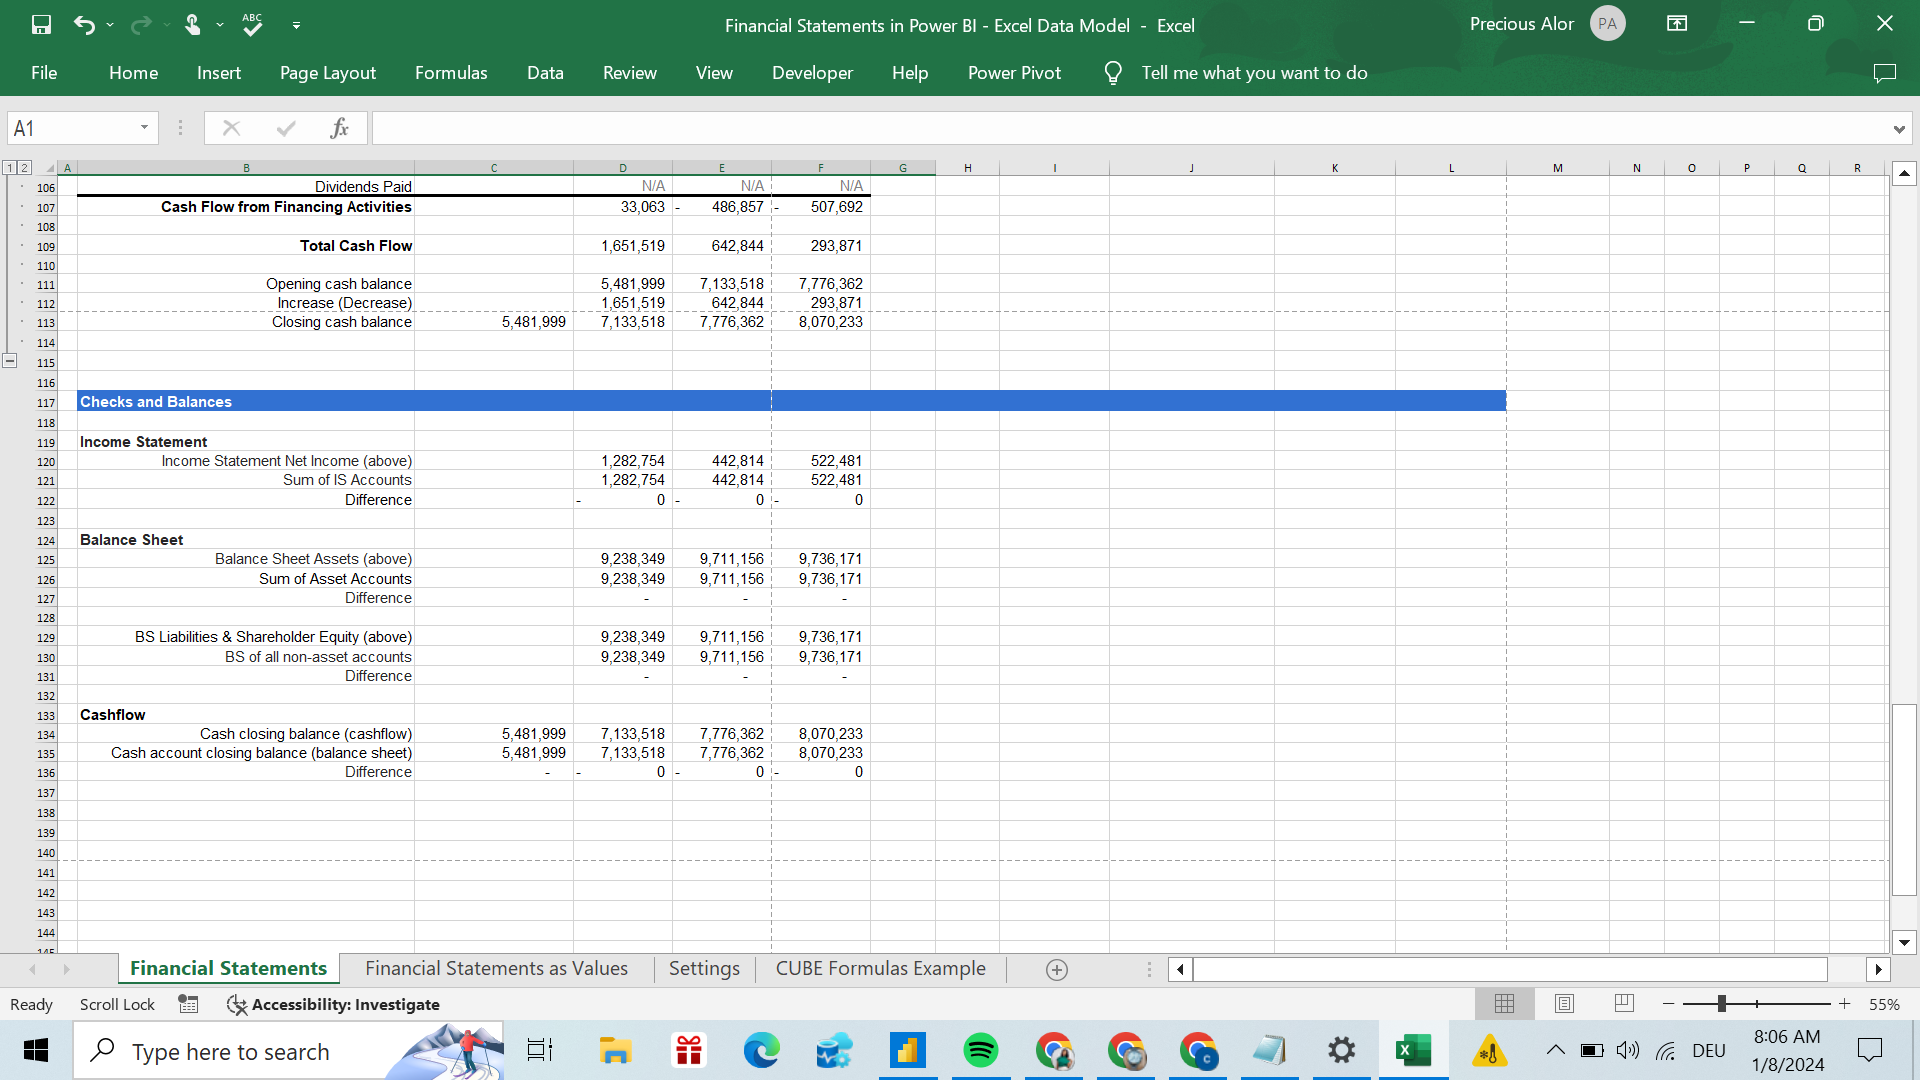 ABC
Financial Statements in Power BI - Excel Data Model - Excel
Precious Alor PA
File Home Insert Page Layout Formulas Data Review View Developer Help Power Pivot Tell me what you want to do
A1 fx
1 2 A B C D E F G H I J K L M N O P Q R
106 Dividends Paid N/A N/A N/A
107 Cash Flow from Financing Activities 33,063 - 486,857 - 507,692
108
109 Total Cash Flow 1,651,519 642,844 293,871
110
111 Opening cash balance 5,481,999 7,133,518 7,776,362
112 Increase (Decrease) 1,651,519 642,844 293,871
113 Closing cash balance 5,481,999 7,133,518 7,776,362 8,070,233
114
115
116
117 Checks and Balances
118
119 Income Statement
120 Income Statement Net Income (above) 1,282,754 442,814 522,481
121 Sum of IS Accounts 1,282,754 442,814 522,481
122 Difference - 0 - 0 - 0
123
124 Balance Sheet
125 Balance Sheet Assets (above) 9,238,349 9,711,156 9,736,171
126 Sum of Asset Accounts 9,238,349 9,711,156 9,736,171
127 Difference - - -
128
129 BS Liabilities & Shareholder Equity (above) 9,238,349 9,711,156 9,736,171
130 BS of all non-asset accounts 9,238,349 9,711,156 9,736,171
131 Difference - - -
132
133 Cashflow
134 Cash closing balance (cashflow) 5,481,999 7,133,518 7,776,362 8,070,233
135 Cash account closing balance (balance sheet) 5,481,999 7,133,518 7,776,362 8,070,233
136 Difference - - 0 - 0 - 0
137
138
139
140
141
142
143
144
145
Financial Statements Financial Statements as Values Settings CUBE Formulas Example
Ready Scroll Lock Accessibility: Investigate 55%
Type here to search
DEU
8:06 AM
1/8/2024